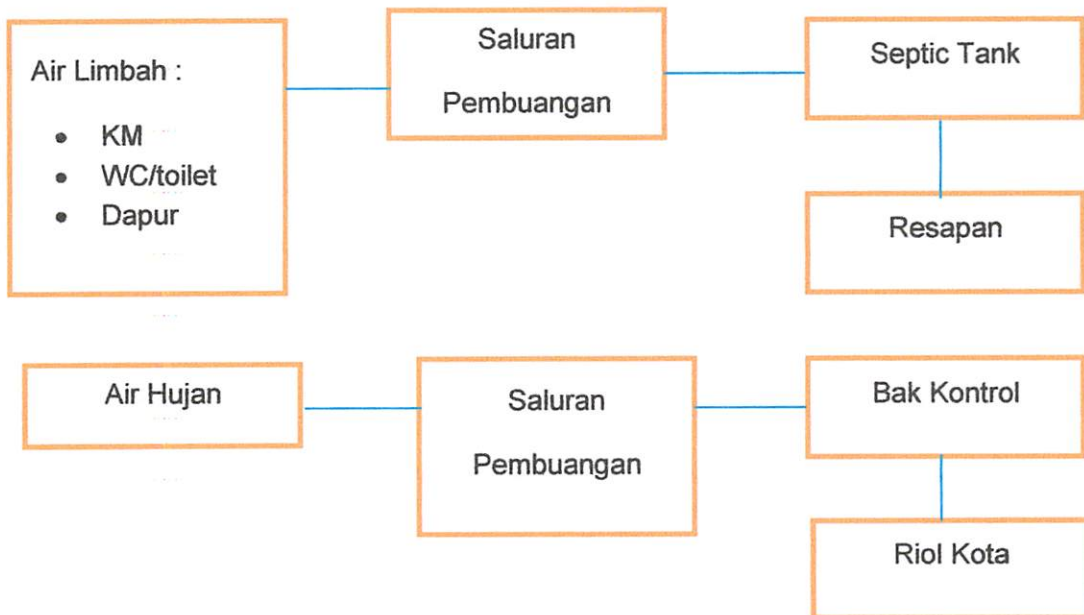 Air Limbah :
• KM
• WC/toilet
• Dapur
Saluran
Pembuangan
Septic Tank
Resapan
Air Hujan
Saluran
Pembuangan
Bak Kontrol
Riol Kota